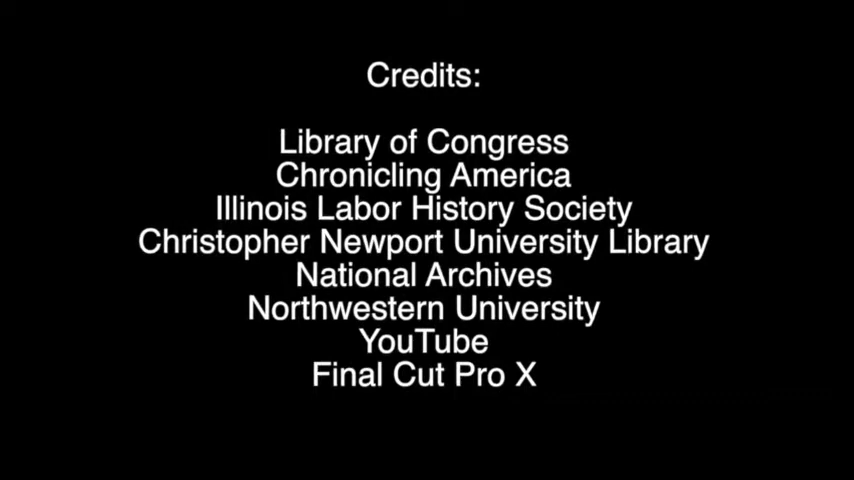 Credits:
Library of Congress
Chronicling America
Illinois Labor History Society
Christopher Newport University Library
National Archives
Northwestern University
YouTube
Final Cut Pro X